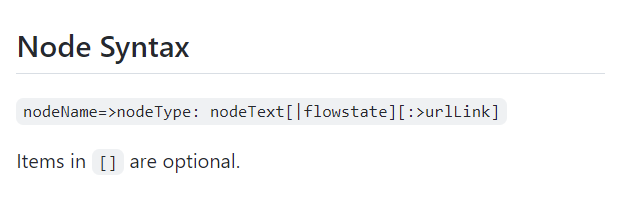 Node Syntax
nodeName=>nodeType: nodeText[|flowstate][:>urlLink]
Items in [] are optional.